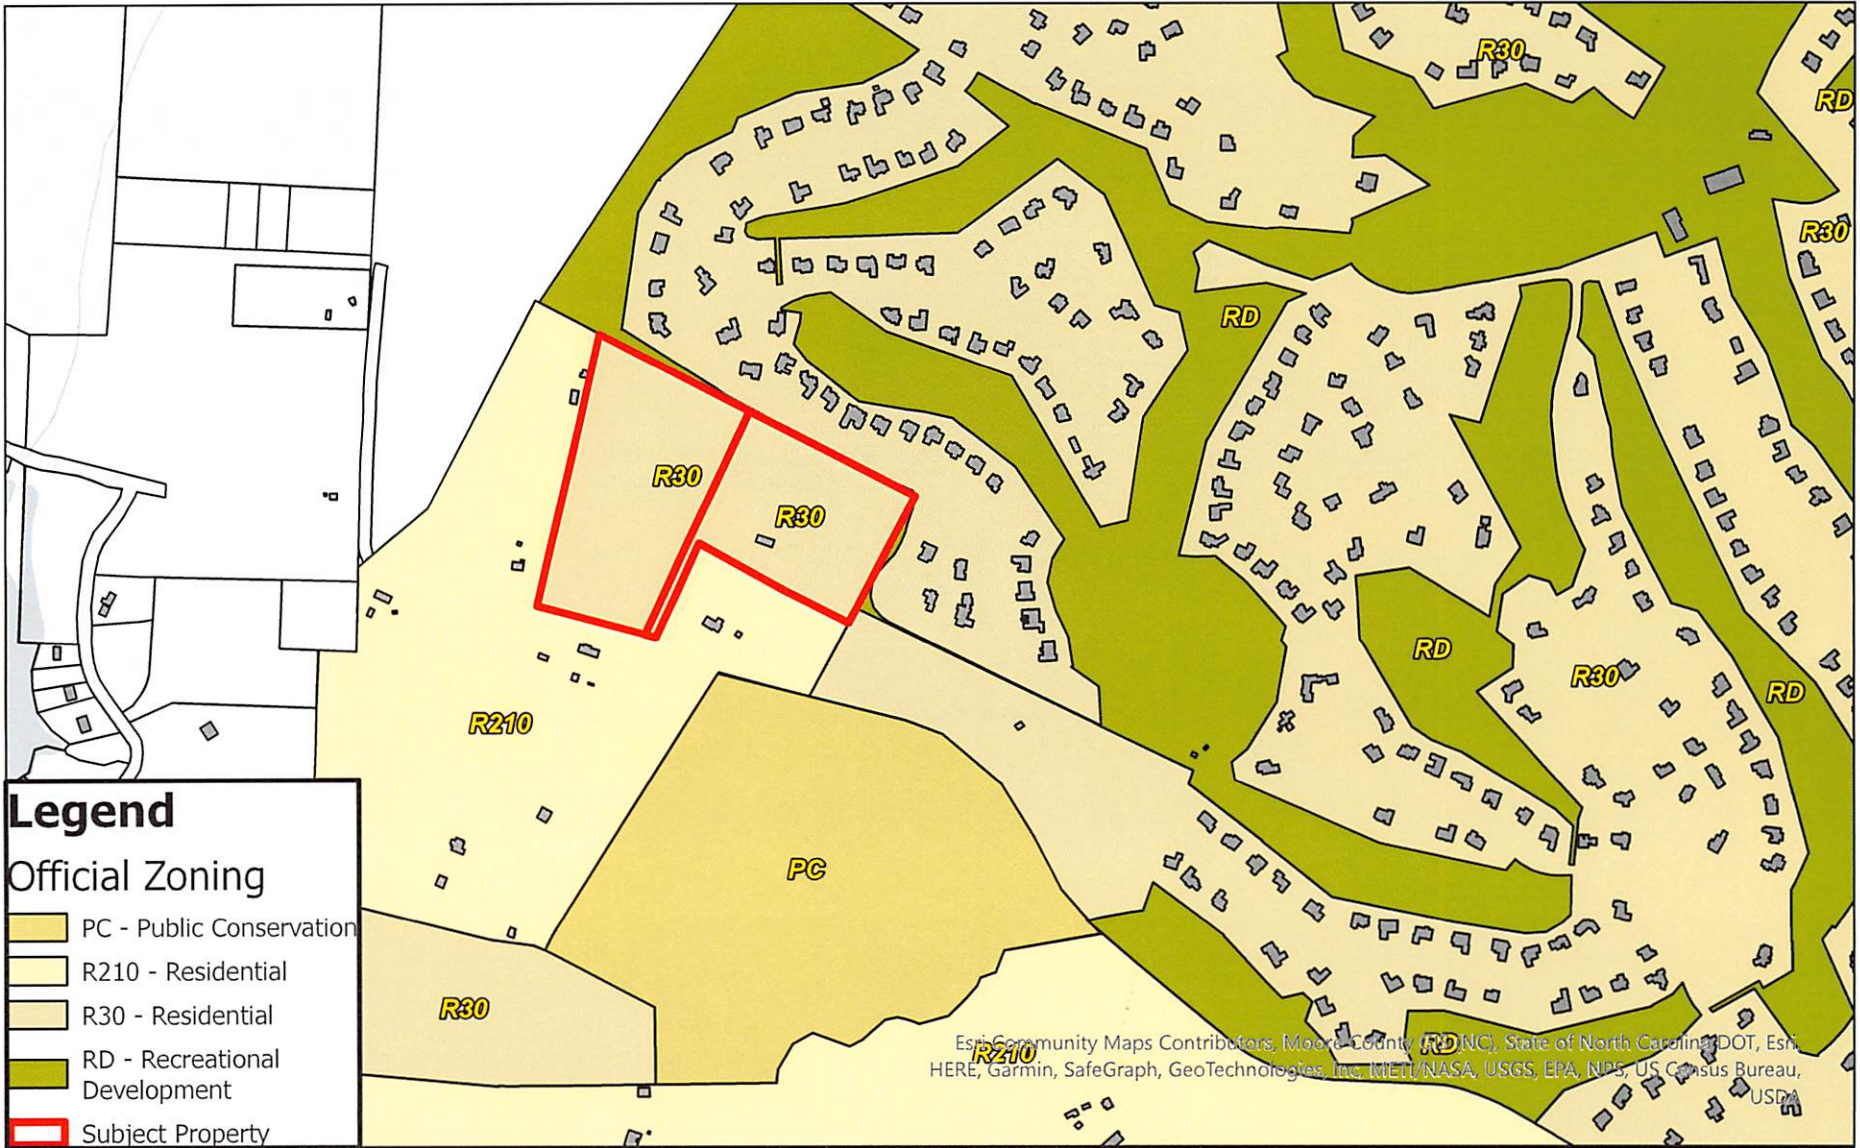 R30
RD
R30
RD
R30
R30
RD
R30
RD
R210
PC
R30
R210
RD
Legend
Official Zoning
PC - Public Conservation
R210 - Residential
R30 - Residential
RD - Recreational
Development
Subject Property
Esri Community Maps Contributors, Moore County GIS (NC), State of North Carolina DOT, Esri,
HERE, Garmin, SafeGraph, GeoTechnologies, Inc, METI/NASA, USGS, EPA, NPS, US Census Bureau,
USDA